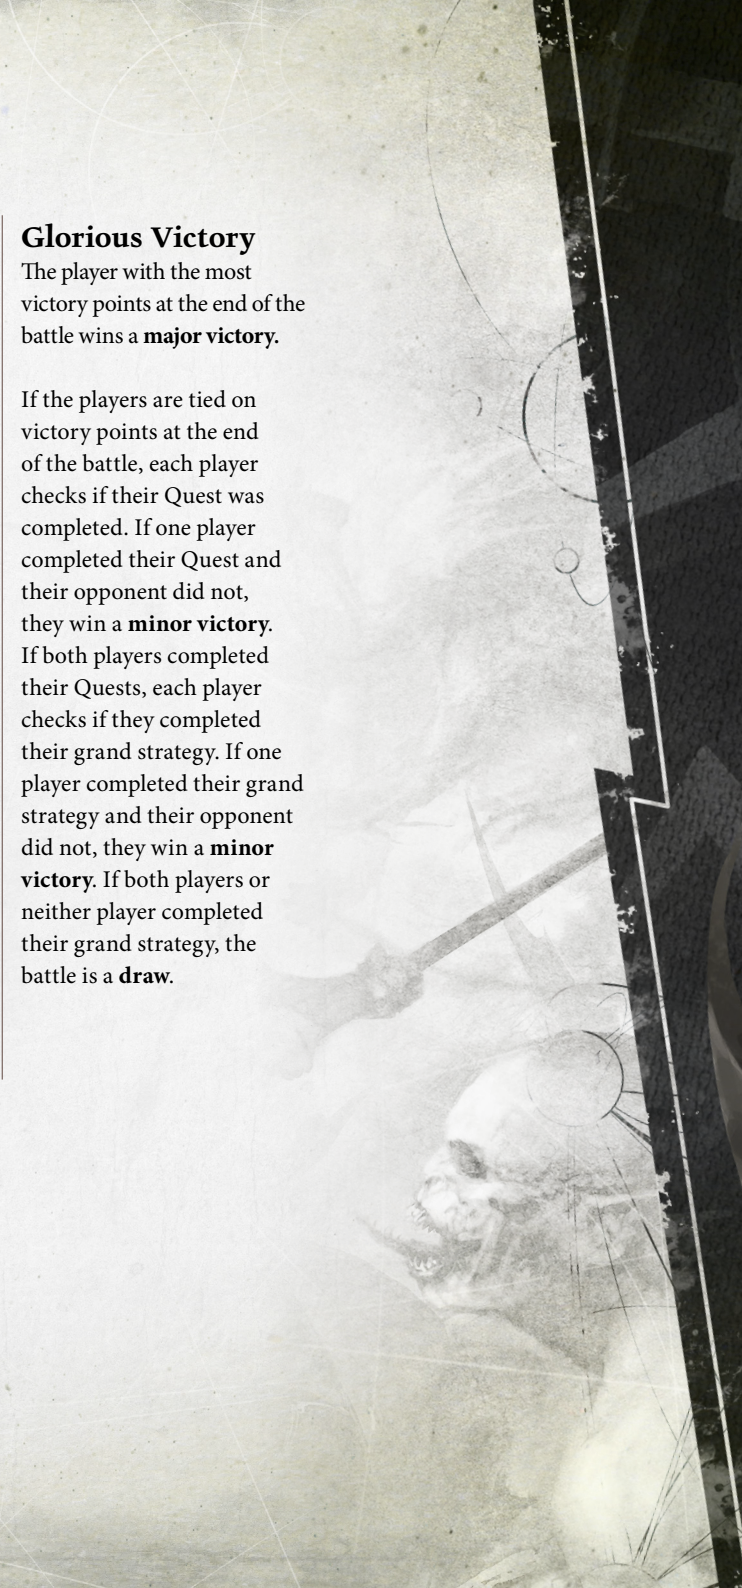 Glorious Victory
The player with the most
victory points at the end of the
battle wins a major victory.
If the players are tied on
victory points at the end
of the battle, each player
checks if their Quest was
completed. If one player
completed their Quest and
their opponent did not,
they win a minor victory.
If both players completed
their Quests, each player
checks if they completed
their grand strategy. If one
player completed their grand
strategy and their opponent
did not, they win a minor
victory. If both players or
neither player completed
their grand strategy, the
battle is a draw.